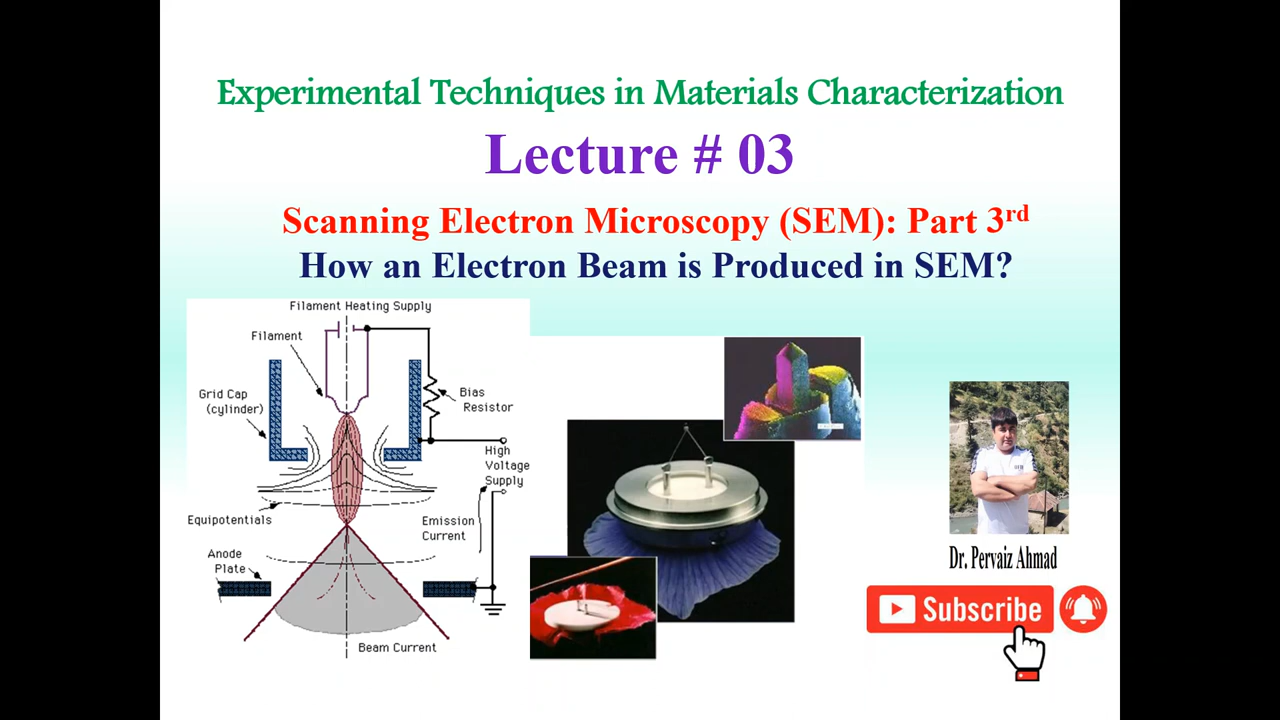 Experimental Techniques in Materials Characterization
Lecture # 03
Scanning Electron Microscopy (SEM): Part 3rd
How an Electron Beam is Produced in SEM?
Filament Heating Supply
Filament
Grid Cap
(cylinder)
Bias
Resistor
High
Voltage
Supply
Equipotentials
Emission
Current
Anode
Plate
Beam Current
Dr. Pervaiz Ahmad
Subscribe